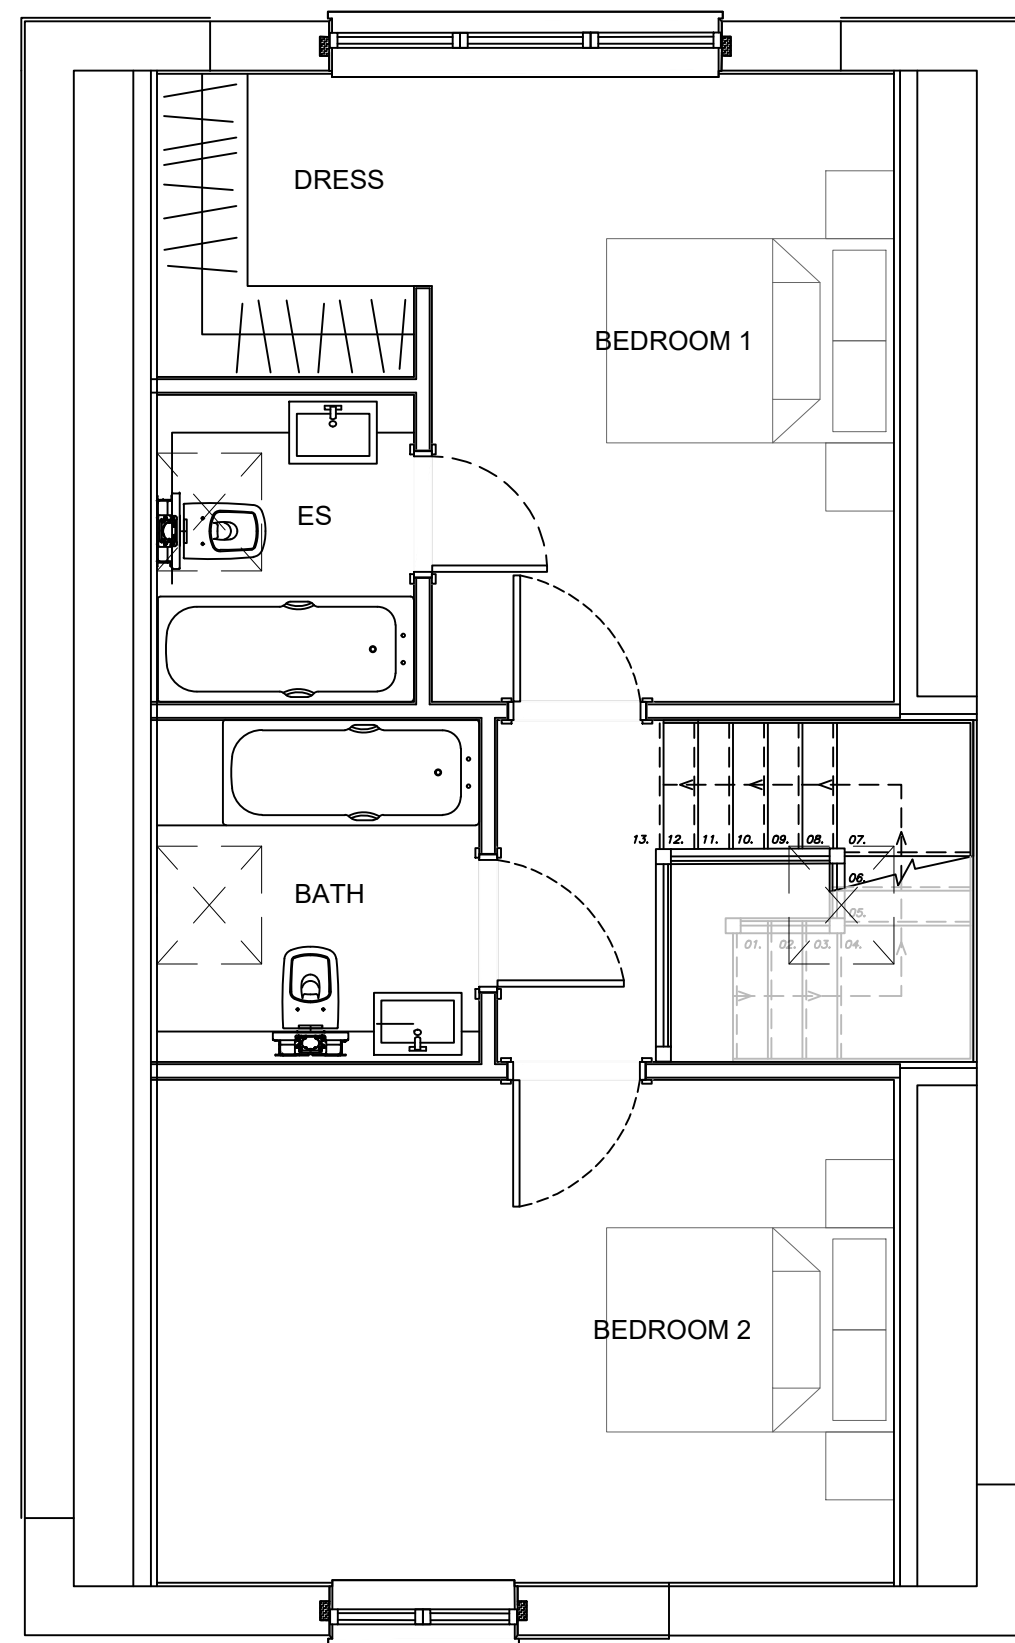 DRESS
BEDROOM 1
ES
13. 12. 11. 10. 09. 08. 07.
06.
BATH
05.
01. 02. 03. 04.
BEDROOM 2